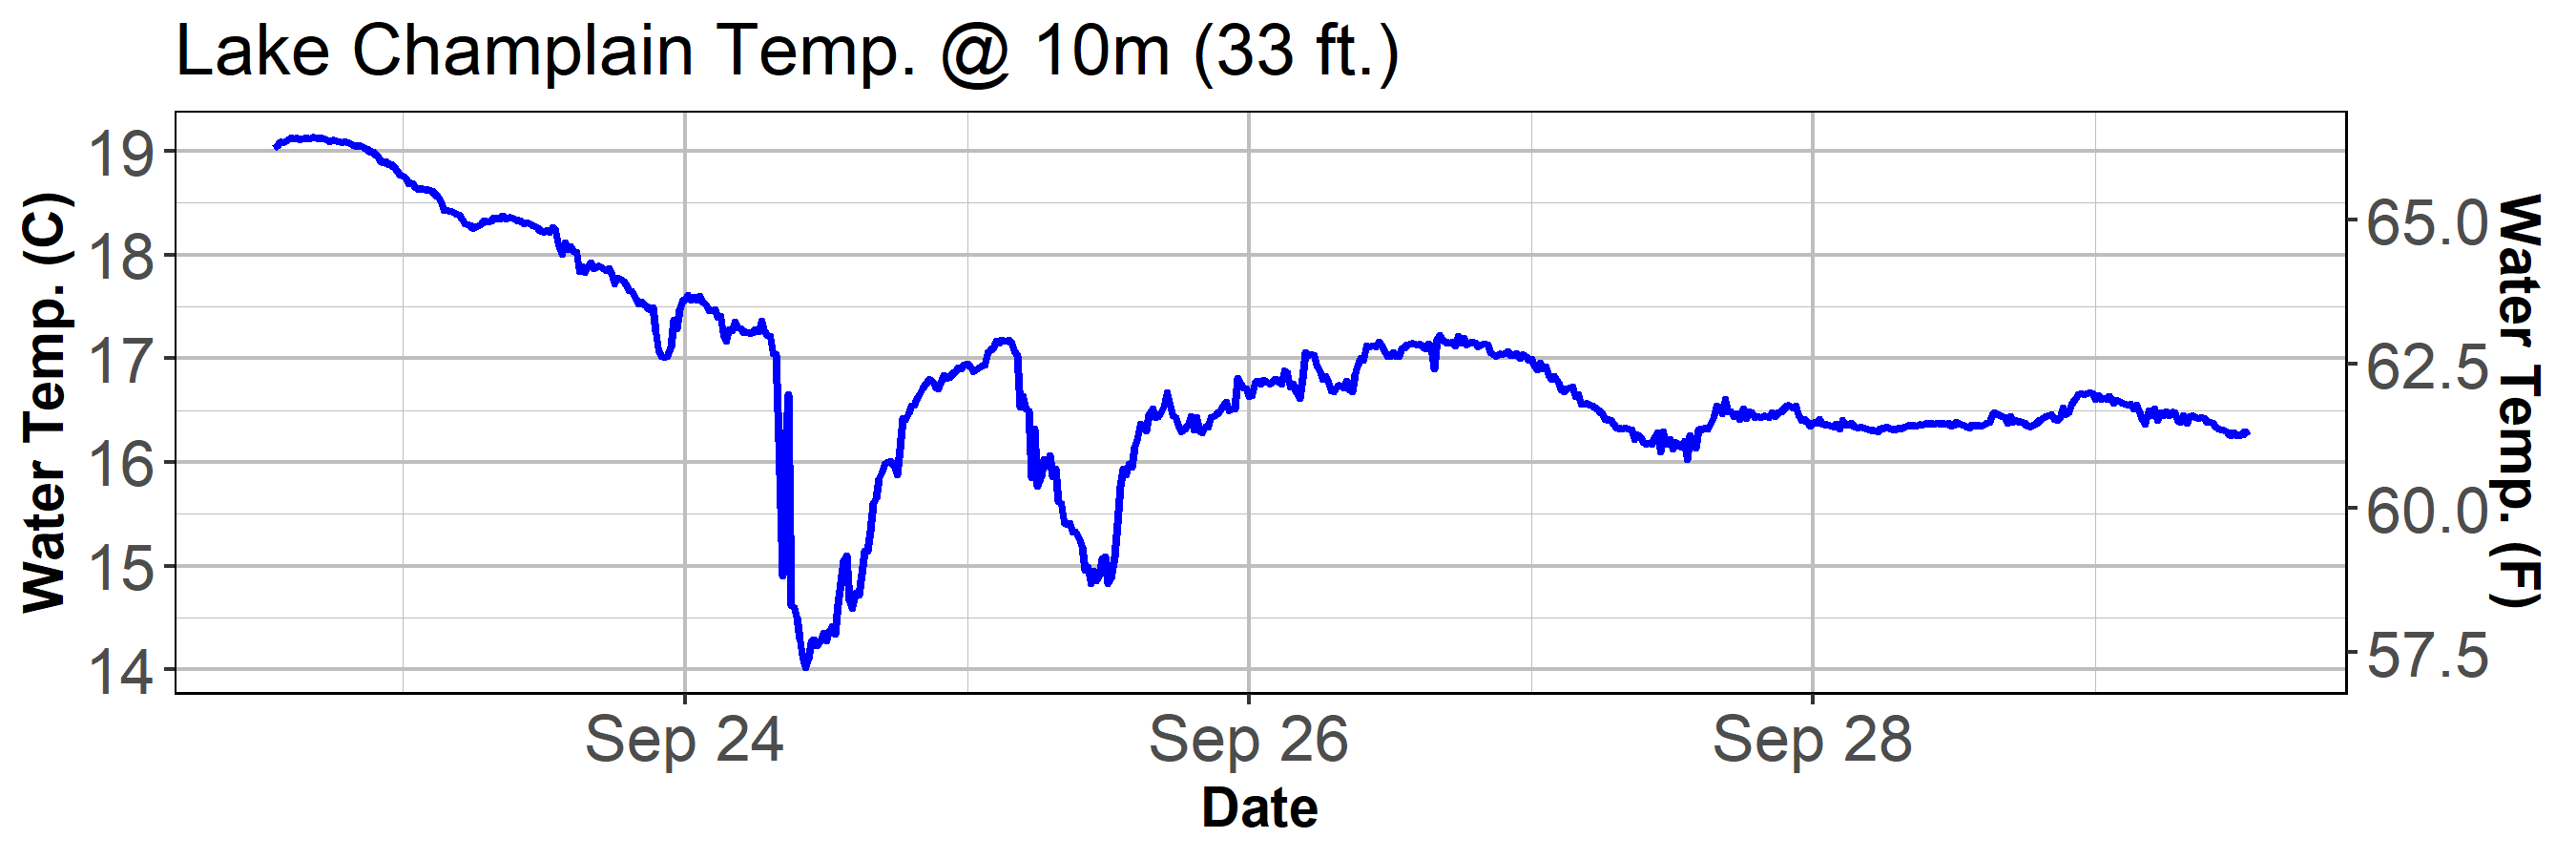 Lake Champlain Temp. @ 10m (33 ft.)
Water Temp. (C)
19
18
17
16
15
14
65.0
62.5
60.0
57.5
Water Temp. (F)
Sep 24
Sep 26
Sep 28
Date